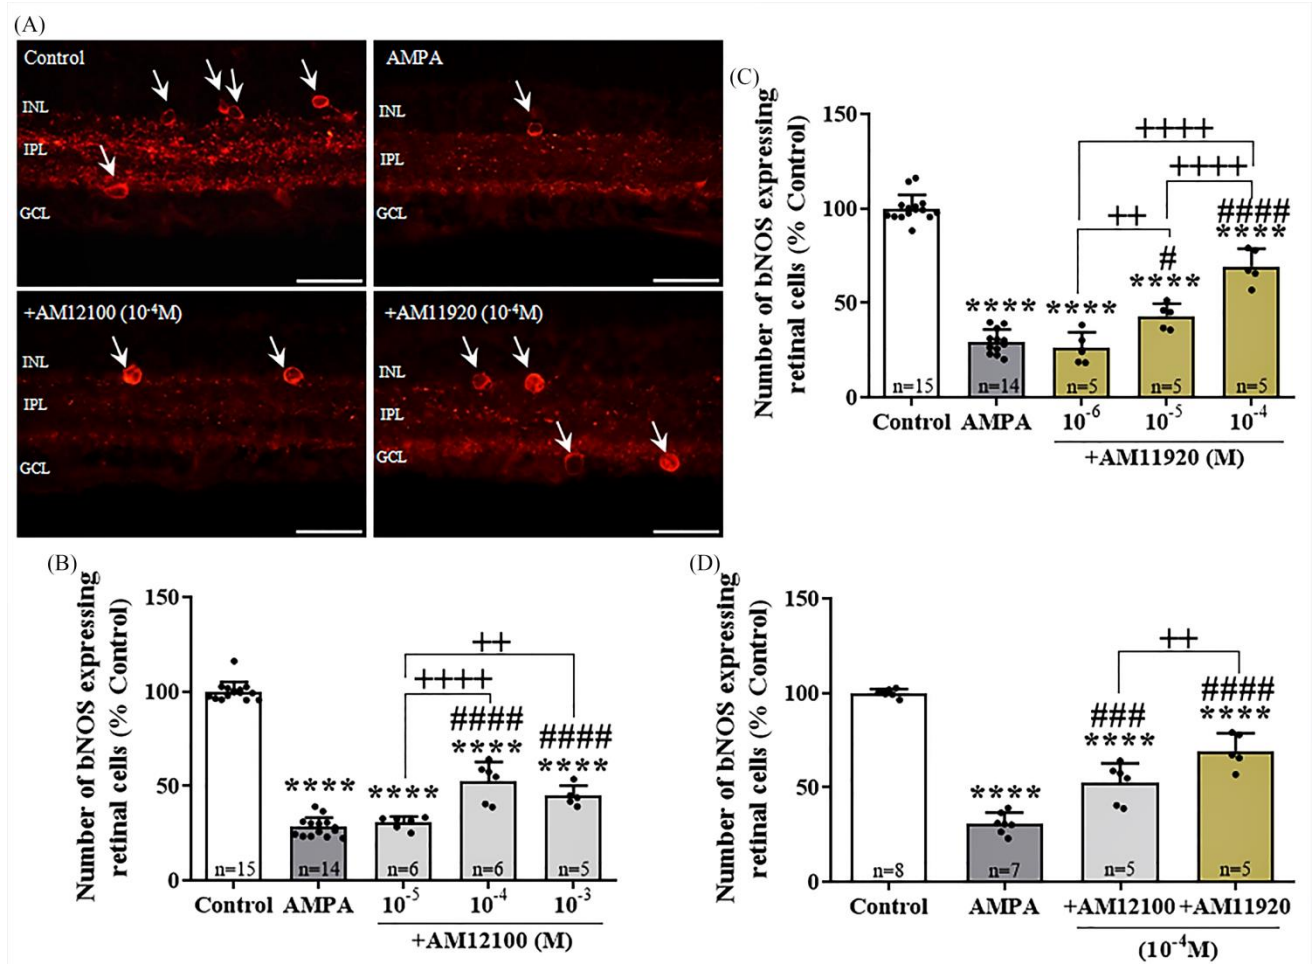 (A)
Control
INL
IPL
GCL
AMPA
INL
IPL
GCL
+AM12100 (10⁻⁴M)
INL
IPL
GCL
+AM11920 (10⁻⁴M)
INL
IPL
GCL
(C)
Number of bNOS expressing
retinal cells (% Control)
150
100
50
0
++++
++++
++
####
****
#
****
****
****
n=15
n=14
n=5
n=5
n=5
Control
AMPA
10⁻⁶
10⁻⁵
10⁻⁴
+AM11920 (M)
(B)
Number of bNOS expressing
retinal cells (% Control)
150
100
50
0
++
++++
####
****
####
****
****
****
n=15
n=14
n=6
n=6
n=5
Control
AMPA
10⁻⁵
10⁻⁴
10⁻³
+AM12100 (M)
(D)
Number of bNOS expressing
retinal cells (% Control)
150
100
50
0
++
####
****
###
****
****
n=8
n=7
n=5
n=5
Control
AMPA
+AM12100
+AM11920
(10⁻⁴M)